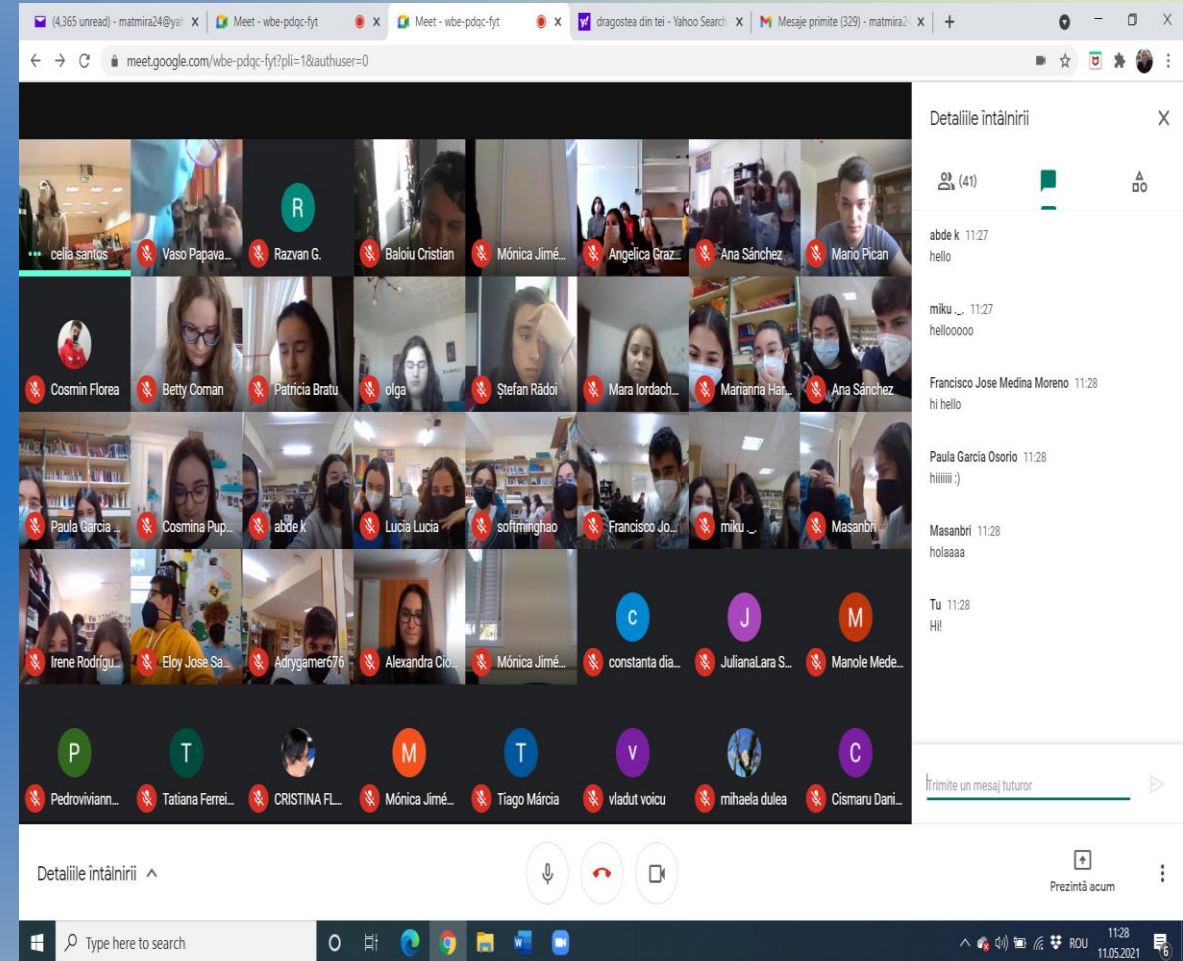 (4,365 unread) - matmira24@yah
Meet - wbe-pdqc-fyt
Meet - wbe-pdqc-fyt
dragostea din tei - Yahoo Search
Mesaje primite (329) - matmira2
meet.google.com/wbe-pdqc-fyt?pli=1&authuser=0
celia santos
Vaso Papava...
R
Razvan G.
Baloiu Cristian
Mónica Jimé...
Angelica Graz...
Ana Sánchez
Mario Pican
Cosmin Florea
Betty Coman
Patricia Bratu
olga
Ștefan Rădoi
Mara Iordach...
Marianna Har...
Ana Sánchez
Paula Garcia ...
Cosmina Pup...
abde k
Lucia Lucia
softminghao
Francisco Jo...
miku ._.
Masanbri
Irene Rodrígu...
Eloy Jose Sa...
Adrygamer676
Alexandra Cio...
Mónica Jimé...
c
constanta dia...
J
JulianaLara S...
M
Manole Mede...
P
Pedroviviann...
T
Tatiana Ferrei...
CRISTINA FL...
M
Mónica Jimé...
T
Tiago Márcia
v
vladut voicu
mihaela dulea
C
Cismaru Dani...
Detaliile întâlnirii
(41)
abde k 11:27
hello
miku ._. 11:27
hellooooo
Francisco Jose Medina Moreno 11:28
hi hello
Paula Garcia Osorio 11:28
hiiiiiii :)
Masanbri 11:28
holaaaa
Tu 11:28
Hi!
Trimite un mesaj tuturor
Detaliile întâlnirii
Prezintă acum
Type here to search
ROU
11:28
11.05.2021
6